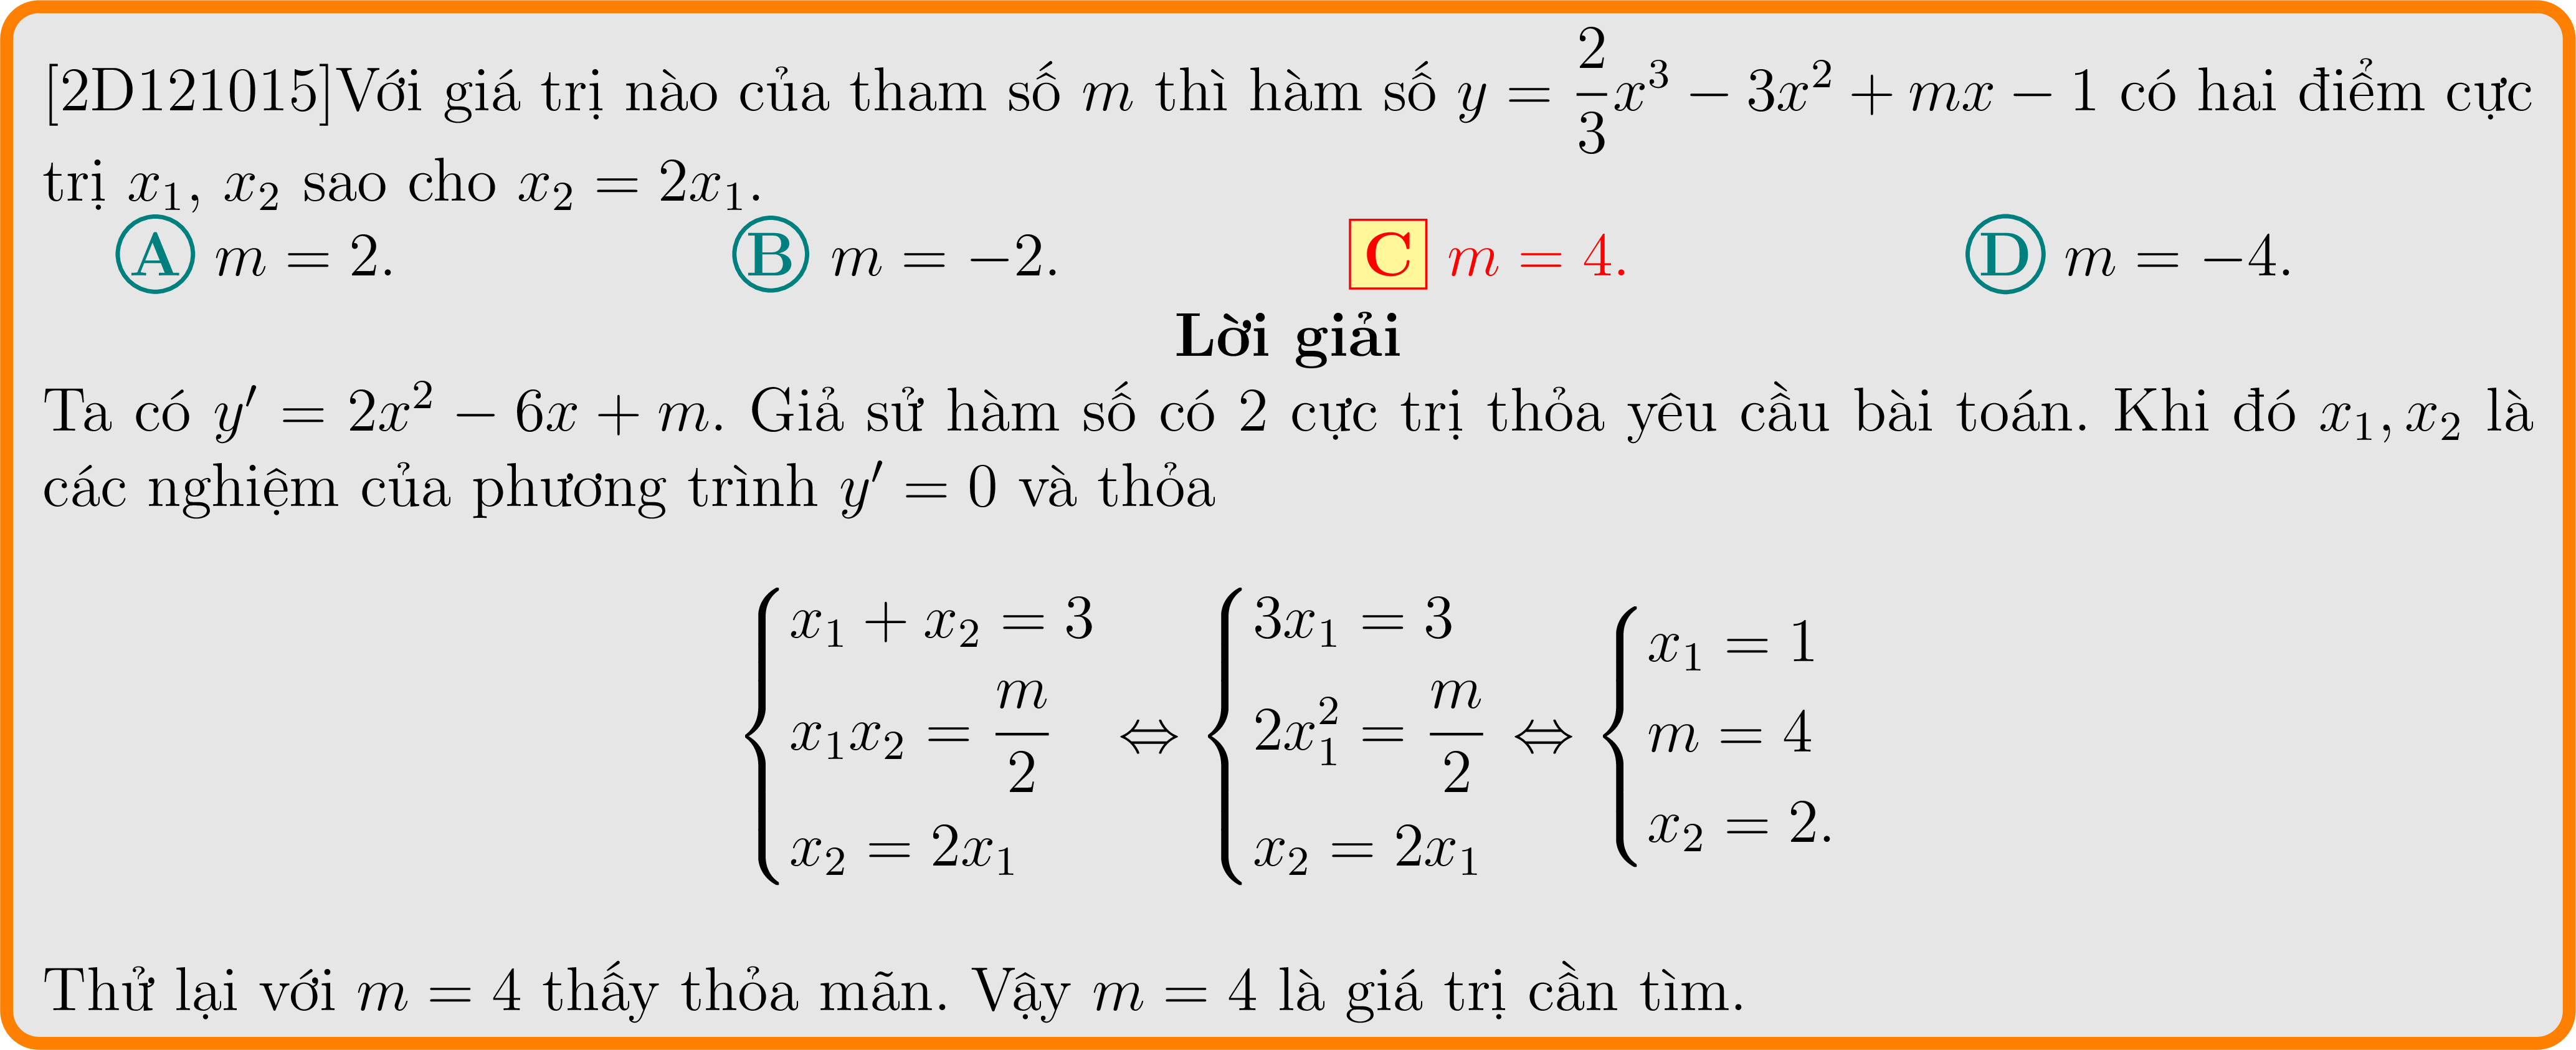 [2D121015]Với giá trị nào của tham số m thì hàm số y = \frac{2}{3}x^3 − 3x^2 + mx − 1 có hai điểm cực
trị x_1, x_2 sao cho x_2 = 2x_1.
A m = 2. B m = −2. C m = 4. D m = −4.
Lời giải
Ta có y′ = 2x^2 − 6x + m. Giả sử hàm số có 2 cực trị thỏa yêu cầu bài toán. Khi đó x_1, x_2 là
các nghiệm của phương trình y′ = 0 và thỏa
\begin{cases} x_1 + x_2 = 3 \\ x_1x_2 = \frac{m}{2} \\ x_2 = 2x_1 \end{cases} ⇔ \begin{cases} 3x_1 = 3 \\ 2x_1^2 = \frac{m}{2} \\ x_2 = 2x_1 \end{cases} ⇔ \begin{cases} x_1 = 1 \\ m = 4 \\ x_2 = 2. \end{cases}
Thử lại với m = 4 thấy thỏa mãn. Vậy m = 4 là giá trị cần tìm.